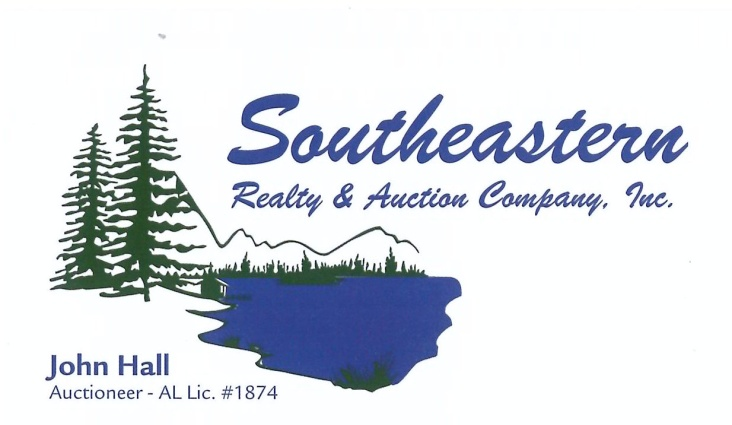 Southeastern
Realty & Auction Company, Inc.
John Hall
Auctioneer - AL Lic. #1874